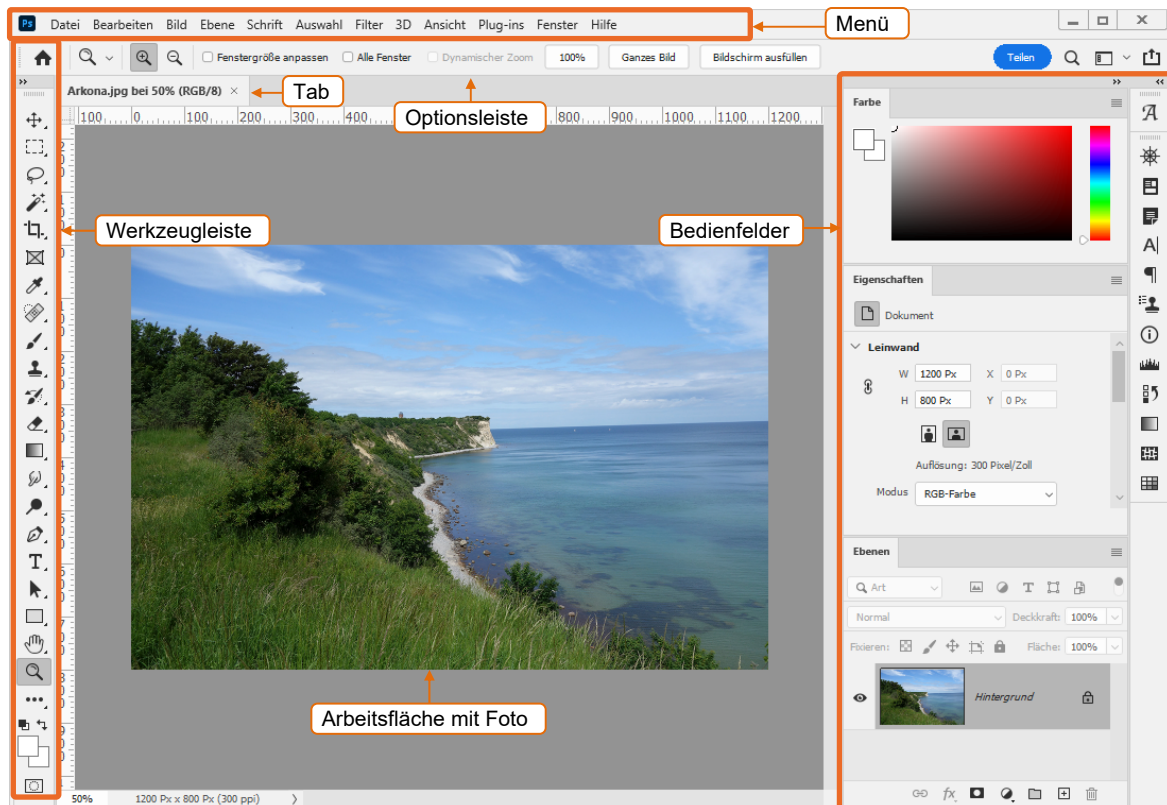 Ps Datei Bearbeiten Bild Ebene Schrift Auswahl Filter 3D Ansicht Plug-ins Fenster Hilfe
Menü
Fenstergröße anpassen Alle Fenster Dynamischer Zoom 100% Ganzes Bild Bildschirm ausfüllen Teilen
Arkona.jpg bei 50% (RGB/8) ×
Tab
Optionsleiste
100 0 100 200 300 400 800 900 1000 1100 1200
Werkzeugleiste
Bedienfelder
Arbeitsfläche mit Foto
50% 1200 Px x 800 Px (300 ppi)
Farbe
Eigenschaften
Dokument
Leinwand
W 1200 Px X 0 Px
H 800 Px Y 0 Px
Auflösung: 300 Pixel/Zoll
Modus RGB-Farbe
Ebenen
Art
Normal Deckkraft: 100%
Fixieren: Fläche: 100%
Hintergrund
fx